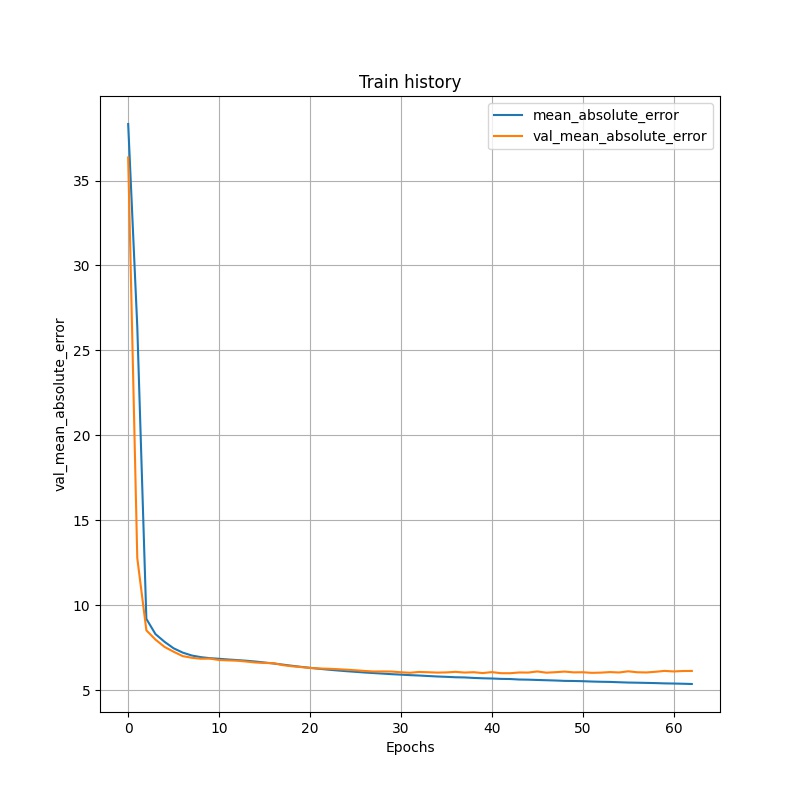 Train history
mean_absolute_error
val_mean_absolute_error
val_mean_absolute_error
35
30
25
20
15
10
5
0 10 20 30 40 50 60
Epochs